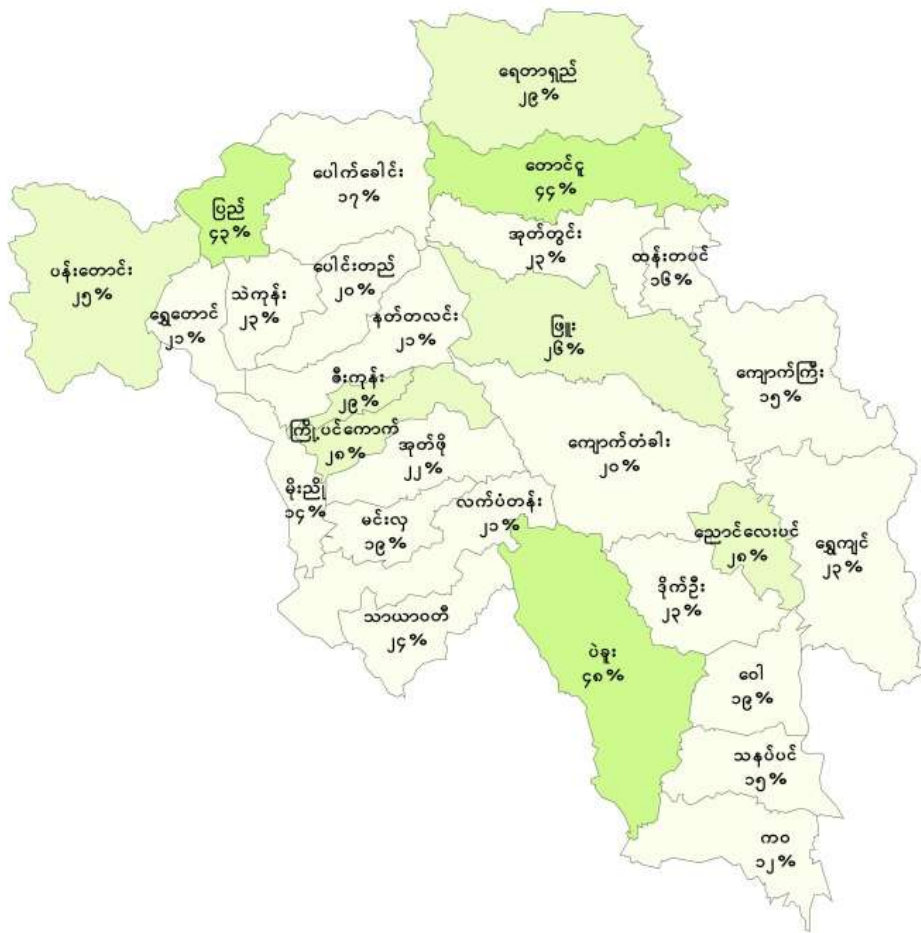 ရေတာရှည်
၂၉%
တောင်ငူ
၄၄%
ပေါက်ခေါင်း
၁၇%
ပြည်
၄၃%
အုတ်တွင်း
၂၃%
ထန်းတပင်
၁၆%
ပန်းတောင်း
၂၅%
ပေါင်းတည်
၂၀%
သဲကုန်း
၂၃%
ရွှေတောင်
၂၁%
နတ်တလင်း
၂၁%
ဖြူး
၂၆%
ကျောက်ကြီး
၁၅%
ဇီးကုန်း
၂၉%
ကြို့ပင်ကောက်
၂၈%
အုတ်ဖို
၂၂%
ကျောက်တံခါး
၂၀%
မိုးညို
၁၄%
လက်ပံတန်း
၂၁%
မင်းလှ
၁၉%
ညောင်လေးပင်
၂၈%
ရွှေကျင်
၂၃%
ဒိုက်ဦး
၂၃%
သာယာဝတီ
၂၄%
ပဲခူး
၄၈%
ဝေါ
၁၉%
သနပ်ပင်
၁၅%
ကဝ
၁၂%